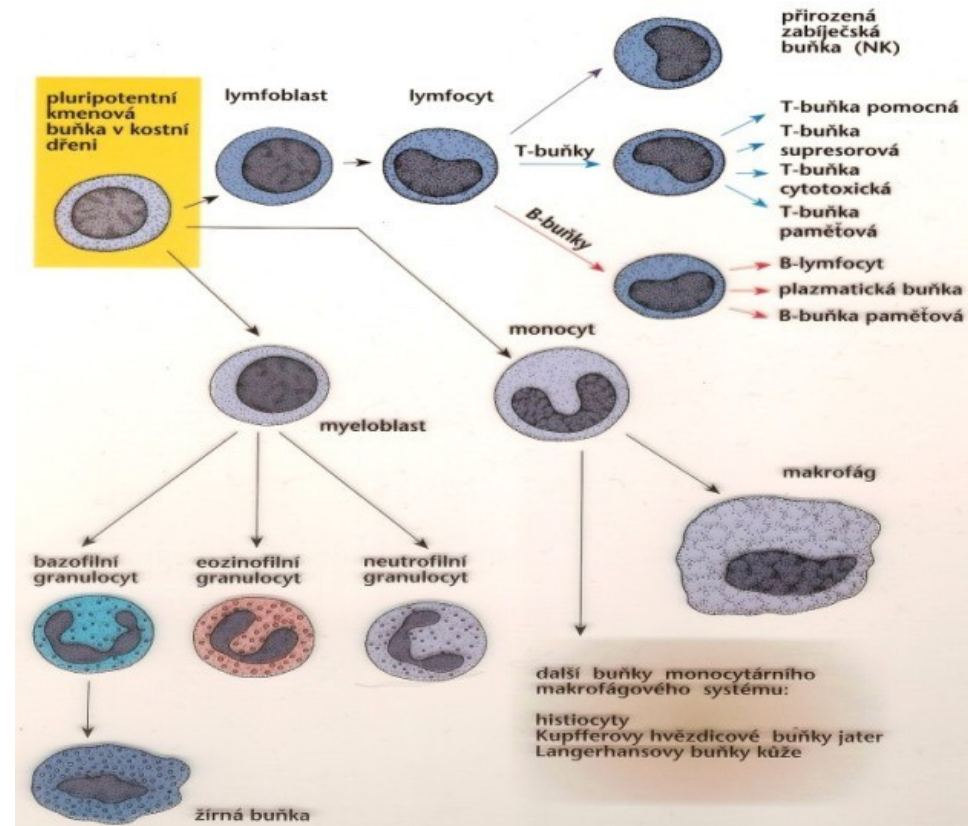 přirozená
zabíječská
buňka (NK)
pluripotentní
kmenová
buňka v kostní
dřeni
lymfoblast
lymfocyt
T-buňky
T-buňka pomocná
T-buňka
supresorová
T-buňka
cytotoxická
T-buňka
paměťová
B-buňky
B-lymfocyt
plazmatická buňka
B-buňka paměťová
monocyt
myeloblast
makrofág
bazofilní
granulocyt
eozinofilní
granulocyt
neutrofilní
granulocyt
další buňky monocytárního
makrofágového systému:
histiocyty
Kupfferovy hvězdicové buňky jater
Langerhansovy buňky kůže
žírná buňka